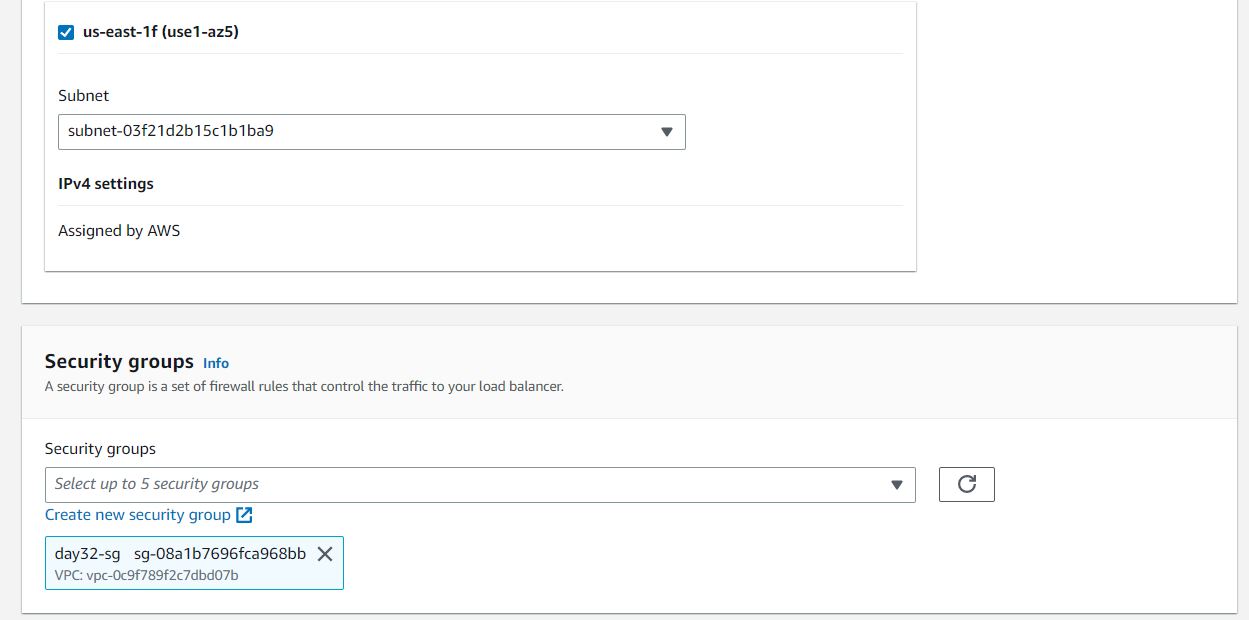 us-east-1f (use1-az5)
Subnet
subnet-03f21d2b15c1b1ba9
IPv4 settings
Assigned by AWS
Security groups Info
A security group is a set of firewall rules that control the traffic to your load balancer.
Security groups
Select up to 5 security groups
Create new security group
day32-sg sg-08a1b7696fca968bb
VPC: vpc-0c9f789f2c7dbd07b